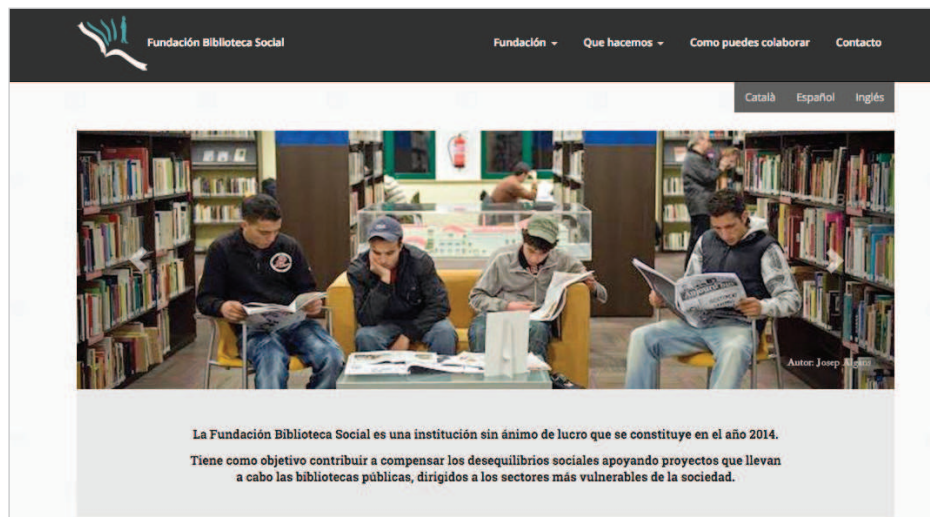 Fundación Biblioteca Social
Fundación
Que hacemos
Como puedes colaborar
Contacto
Català
Español
Inglés
Autor: Josep
La Fundación Biblioteca Social es una institución sin ánimo de lucro que se constituye en el año 2014.
Tiene como objetivo contribuir a compensar los desequilibrios sociales apoyando proyectos que llevan
a cabo las bibliotecas públicas, dirigidos a los sectores más vulnerables de la sociedad.